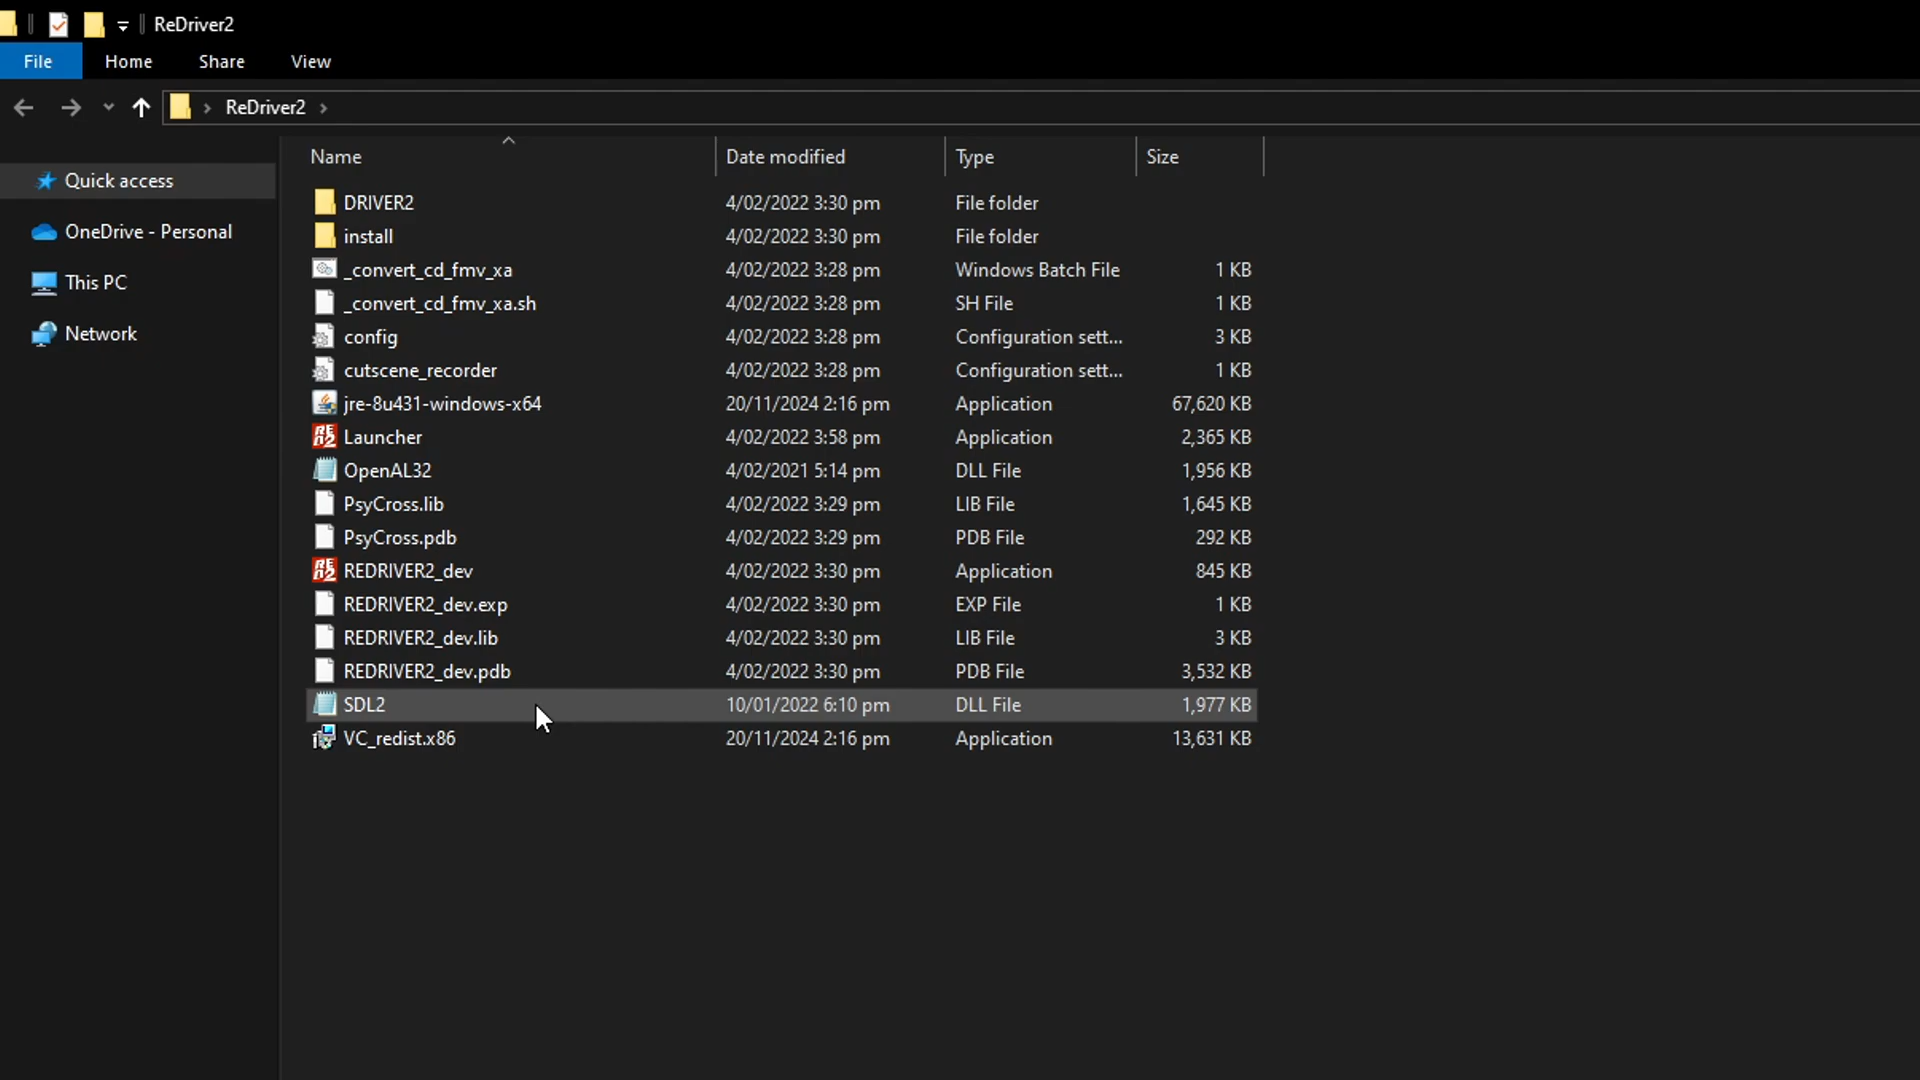 ReDriver2
File Home Share View
ReDriver2
Name Date modified Type Size
Quick access
OneDrive - Personal
This PC
Network
DRIVER2 4/02/2022 3:30 pm File folder
install 4/02/2022 3:30 pm File folder
_convert_cd_fmv_xa 4/02/2022 3:28 pm Windows Batch File 1 KB
_convert_cd_fmv_xa.sh 4/02/2022 3:28 pm SH File 1 KB
config 4/02/2022 3:28 pm Configuration sett... 3 KB
cutscene_recorder 4/02/2022 3:28 pm Configuration sett... 1 KB
jre-8u431-windows-x64 20/11/2024 2:16 pm Application 67,620 KB
Launcher 4/02/2022 3:58 pm Application 2,365 KB
OpenAL32 4/02/2021 5:14 pm DLL File 1,956 KB
PsyCross.lib 4/02/2022 3:29 pm LIB File 1,645 KB
PsyCross.pdb 4/02/2022 3:29 pm PDB File 292 KB
REDRIVER2_dev 4/02/2022 3:30 pm Application 845 KB
REDRIVER2_dev.exp 4/02/2022 3:30 pm EXP File 1 KB
REDRIVER2_dev.lib 4/02/2022 3:30 pm LIB File 3 KB
REDRIVER2_dev.pdb 4/02/2022 3:30 pm PDB File 3,532 KB
SDL2 10/01/2022 6:10 pm DLL File 1,977 KB
VC_redist.x86 20/11/2024 2:16 pm Application 13,631 KB